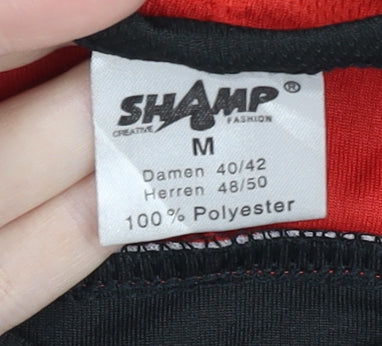 SHAMP®
CREATIVE FASHION
M
Damen 40/42
Herren 48/50
100% Polyester